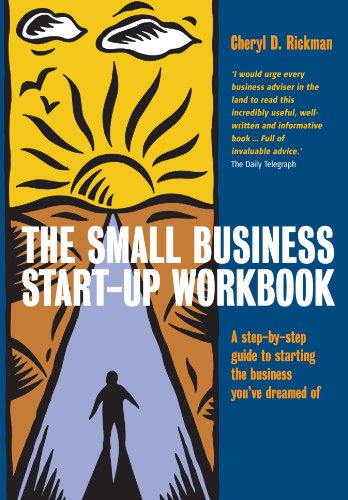 Cheryl D. Rickman
'I would urge every
business adviser in the
land to read this
incredibly useful, well-
written and informative
book ... Full of
invaluable advice.'
The Daily Telegraph
THE SMALL BUSINESS
START-UP WORKBOOK
A step-by-step
guide to starting
the business
you've dreamed of